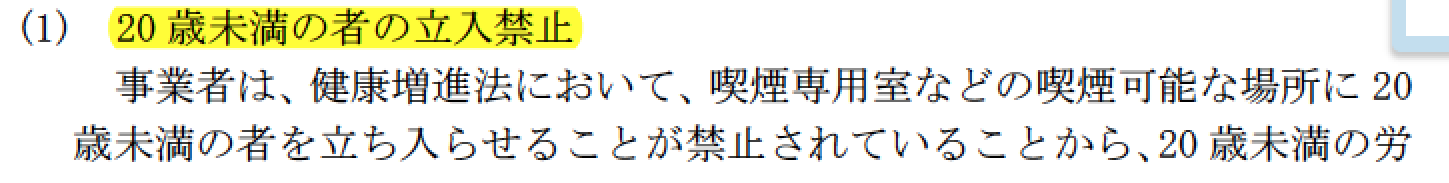 (1) 20 歳未満の者の立入禁止
事業者は、健康増進法において、喫煙専用室などの喫煙可能な場所に 20
歳未満の者を立ち入らせることが禁止されていることから、20 歳未満の労